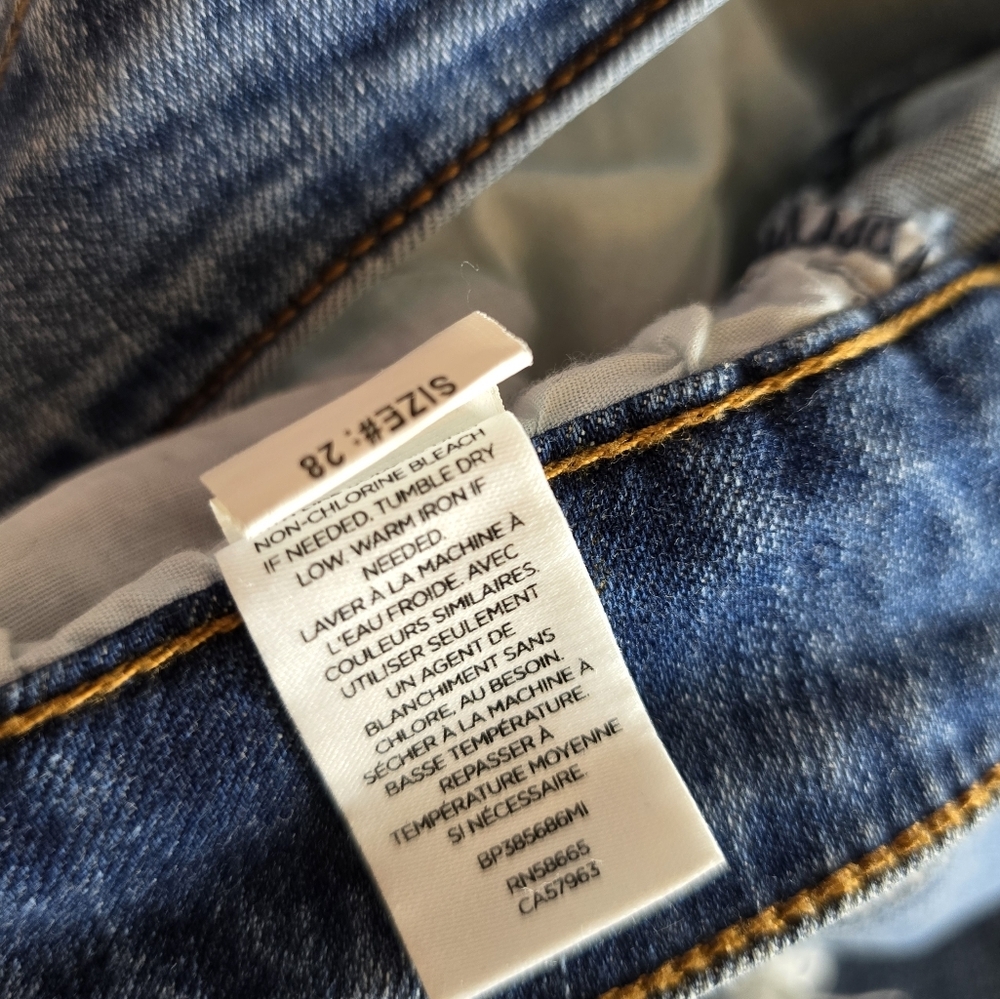 SIZE#: 28
NON-CHLORINE BLEACH
IF NEEDED. TUMBLE DRY
LOW. WARM IRON IF
NEEDED.
LAVER À LA MACHINE À
L'EAU FROIDE, AVEC
COULEURS SIMILAIRES.
UTILISER SEULEMENT
UN AGENT DE
BLANCHIMENT SANS
CHLORE, AU BESOIN.
SÉCHER À LA MACHINE À
BASSE TEMPÉRATURE.
REPASSER À
TEMPÉRATURE MOYENNE
SI NÉCESSAIRE.
BP3B5686MI
RN58665
CA57963